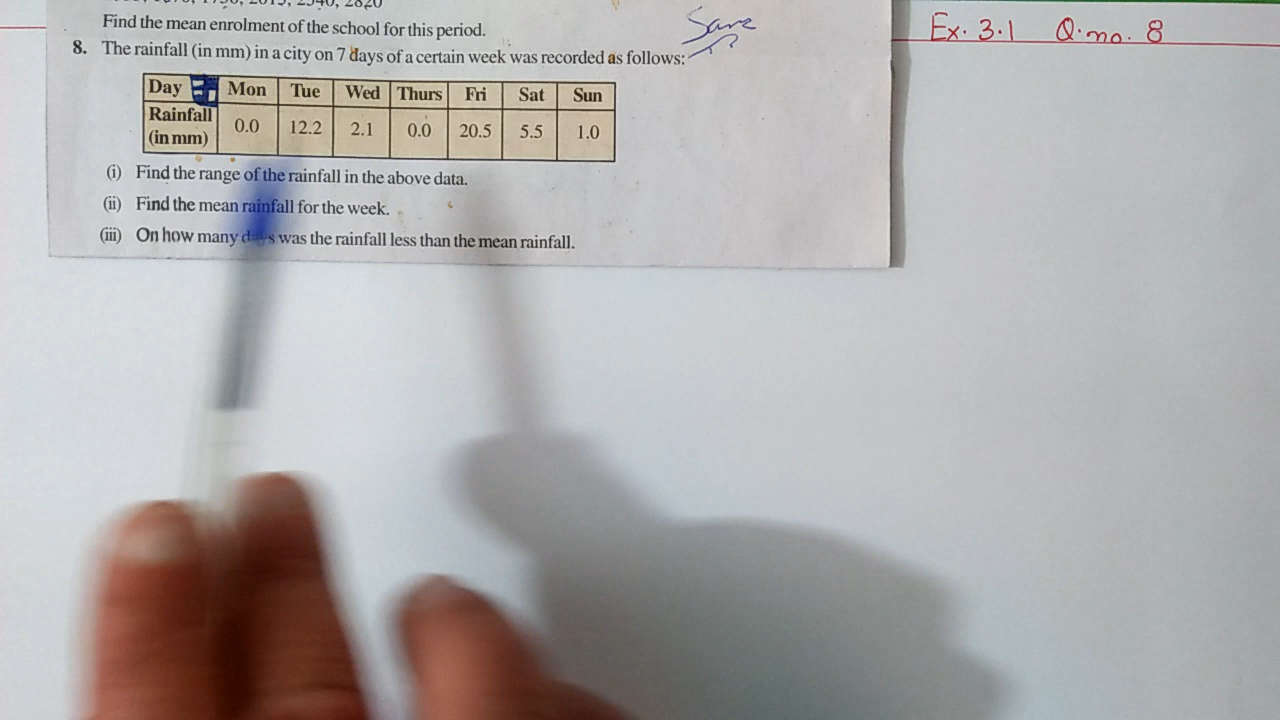 Find the mean enrolment of the school for this period.
Ex. 3.1 Q.no. 8
8. The rainfall (in mm) in a city on 7 days of a certain week was recorded as follows:
Day Mon Tue Wed Thurs Fri Sat Sun
Rainfall (in mm) 0.0 12.2 2.1 0.0 20.5 5.5 1.0
(i) Find the range of the rainfall in the above data.
(ii) Find the mean rainfall for the week.
(iii) On how many days was the rainfall less than the mean rainfall.